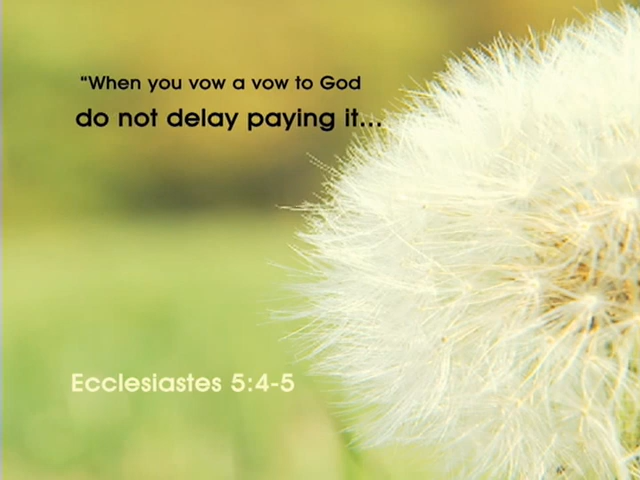 “When you vow a vow to God
do not delay paying it...
Ecclesiastes 5:4-5